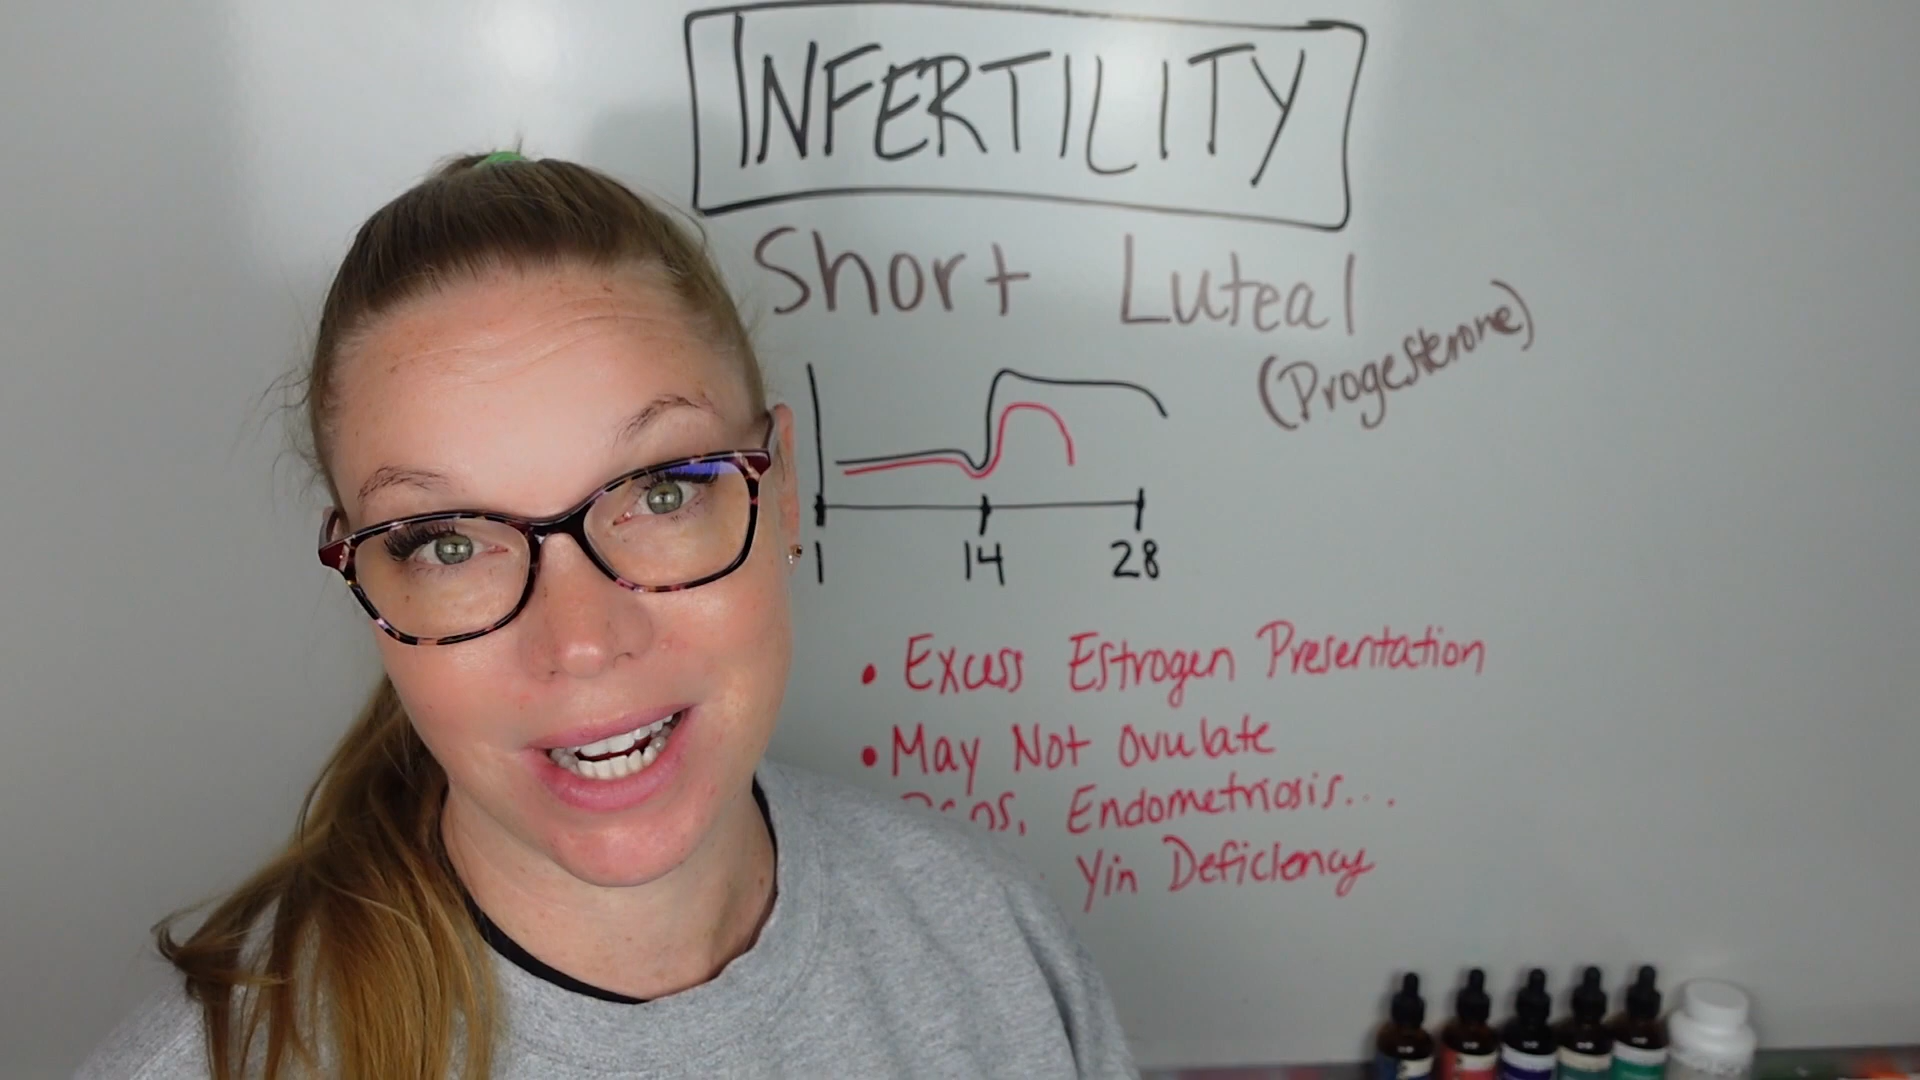 INFERTILITY
Short Luteal
(Progesterone)
1 14 28
• Excess Estrogen Presentation
• May Not Ovulate
Endometriosis...
Yin Deficiency